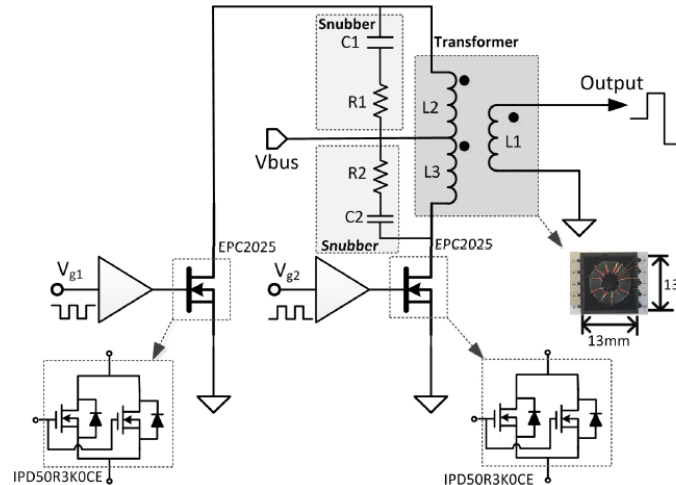 Snubber
C1
Transformer
R1
L2
Output
Vbus
L1
R2
L3
C2
Snubber
EPC2025
EPC2025
Vg1
Vg2
13
13mm
IPD50R3K0CE
IPD50R3K0CE